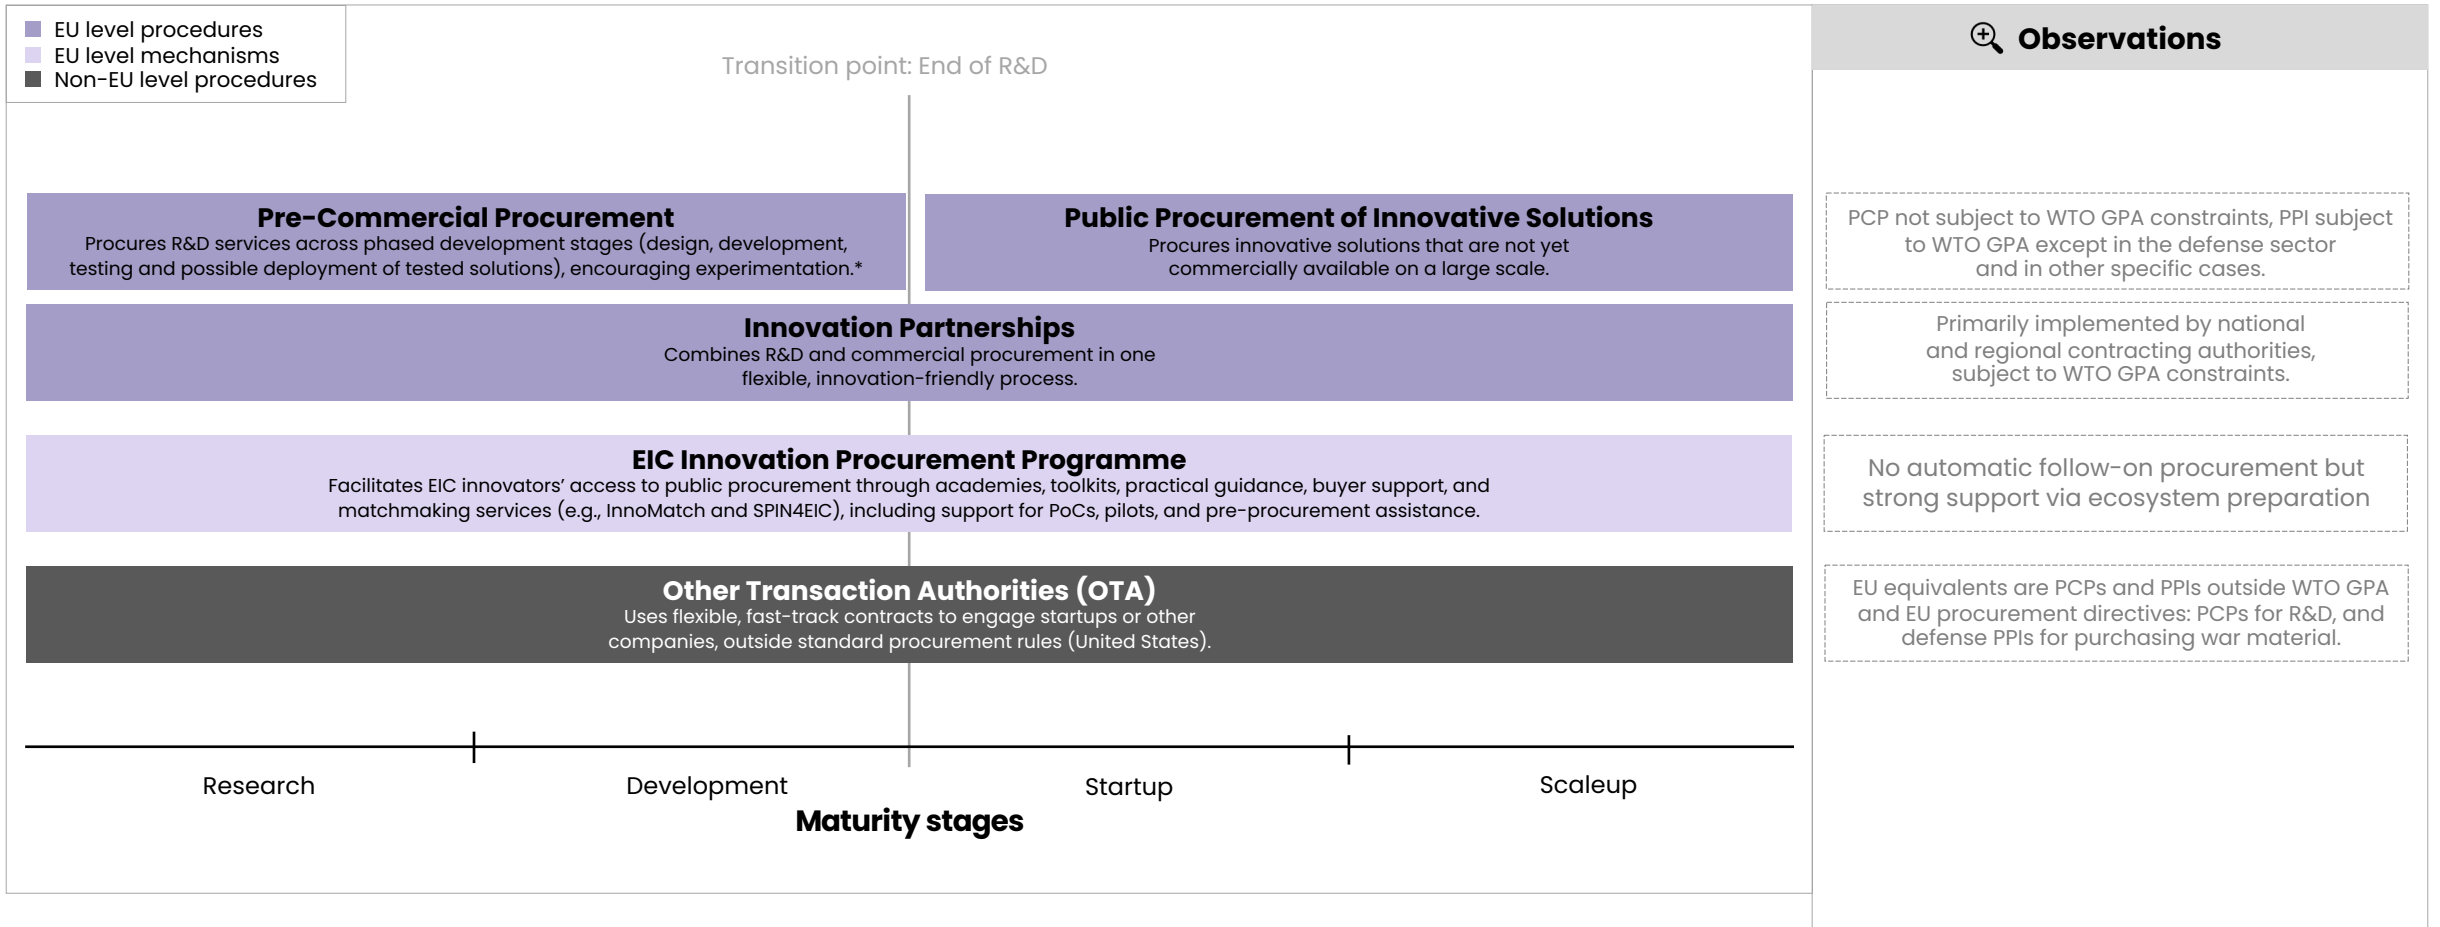 EU level procedures
EU level mechanisms
Non-EU level procedures
Transition point: End of R&D
Observations
Pre-Commercial Procurement
Procures R&D services across phased development stages (design, development,
testing and possible deployment of tested solutions), encouraging experimentation.*
Public Procurement of Innovative Solutions
Procures innovative solutions that are not yet
commercially available on a large scale.
PCP not subject to WTO GPA constraints, PPI subject
to WTO GPA except in the defense sector
and in other specific cases.
Innovation Partnerships
Combines R&D and commercial procurement in one
flexible, innovation-friendly process.
Primarily implemented by national
and regional contracting authorities,
subject to WTO GPA constraints.
EIC Innovation Procurement Programme
Facilitates EIC innovators’ access to public procurement through academies, toolkits, practical guidance, buyer support, and
matchmaking services (e.g., InnoMatch and SPIN4EIC), including support for PoCs, pilots, and pre-procurement assistance.
No automatic follow-on procurement but
strong support via ecosystem preparation
Other Transaction Authorities (OTA)
Uses flexible, fast-track contracts to engage startups or other
companies, outside standard procurement rules (United States).
EU equivalents are PCPs and PPIs outside WTO GPA
and EU procurement directives: PCPs for R&D, and
defense PPIs for purchasing war material.
Research
Development
Startup
Scaleup
Maturity stages